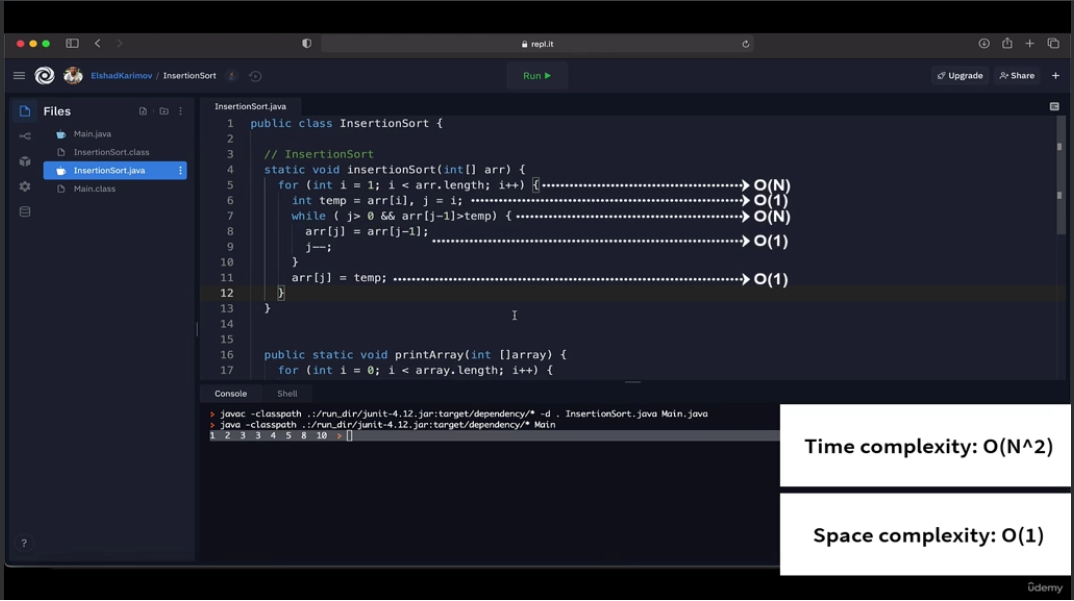 repl.it
ElshadKarimov / InsertionSort
Run ▶
Upgrade
Share
Files
Main.java
InsertionSort.class
InsertionSort.java
Main.class
InsertionSort.java
1 public class InsertionSort {
2
3 // InsertionSort
4 static void insertionSort(int[] arr) {
5 for (int i = 1; i < arr.length; i++) { O(N)
6 int temp = arr[i], j = i; O(1)
7 while ( j> 0 && arr[j-1]>temp) { O(N)
8 arr[j] = arr[j-1];
O(1)
9 j--;
10 }
11 arr[j] = temp; O(1)
12 }
13 }
14
15
16 public static void printArray(int []array) {
17 for (int i = 0; i < array.length; i++) {
Console Shell
> javac -classpath .:/run_dir/junit-4.12.jar:target/dependency/* -d . InsertionSort.java Main.java
> java -classpath .:/run_dir/junit-4.12.jar:target/dependency/* Main
1 2 3 3 4 5 8 10 >
Time complexity: O(N^2)
Space complexity: O(1)
?
ûdemy